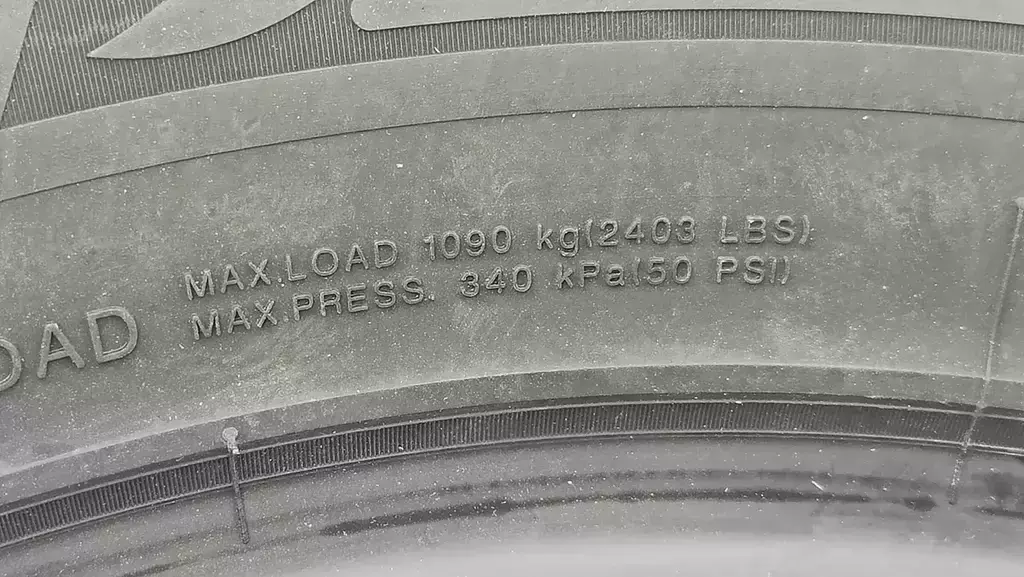 MAX.LOAD 1090 kg(2403 LBS)
MAX.PRESS. 340 kPa(50 PSI)
OAD